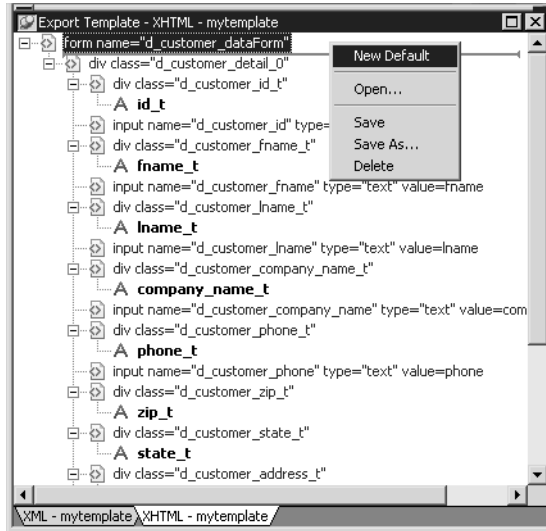 Export Template - XHTML - mytemplate
form name="d_customer_dataForm"
div class="d_customer_detail_0"
div class="d_customer_id_t"
id_t
input name="d_customer_id" type=
div class="d_customer_fname_t"
fname_t
input name="d_customer_fname" type="text" value=fname
div class="d_customer_lname_t"
lname_t
input name="d_customer_lname" type="text" value=lname
div class="d_customer_company_name_t"
company_name_t
input name="d_customer_company_name" type="text" value=com
div class="d_customer_phone_t"
phone_t
input name="d_customer_phone" type="text" value=phone
div class="d_customer_zip_t"
zip_t
div class="d_customer_state_t"
state_t
div class="d_customer_address_t"
New Default
Open...
Save
Save As...
Delete
XML - mytemplate XHTML - mytemplate